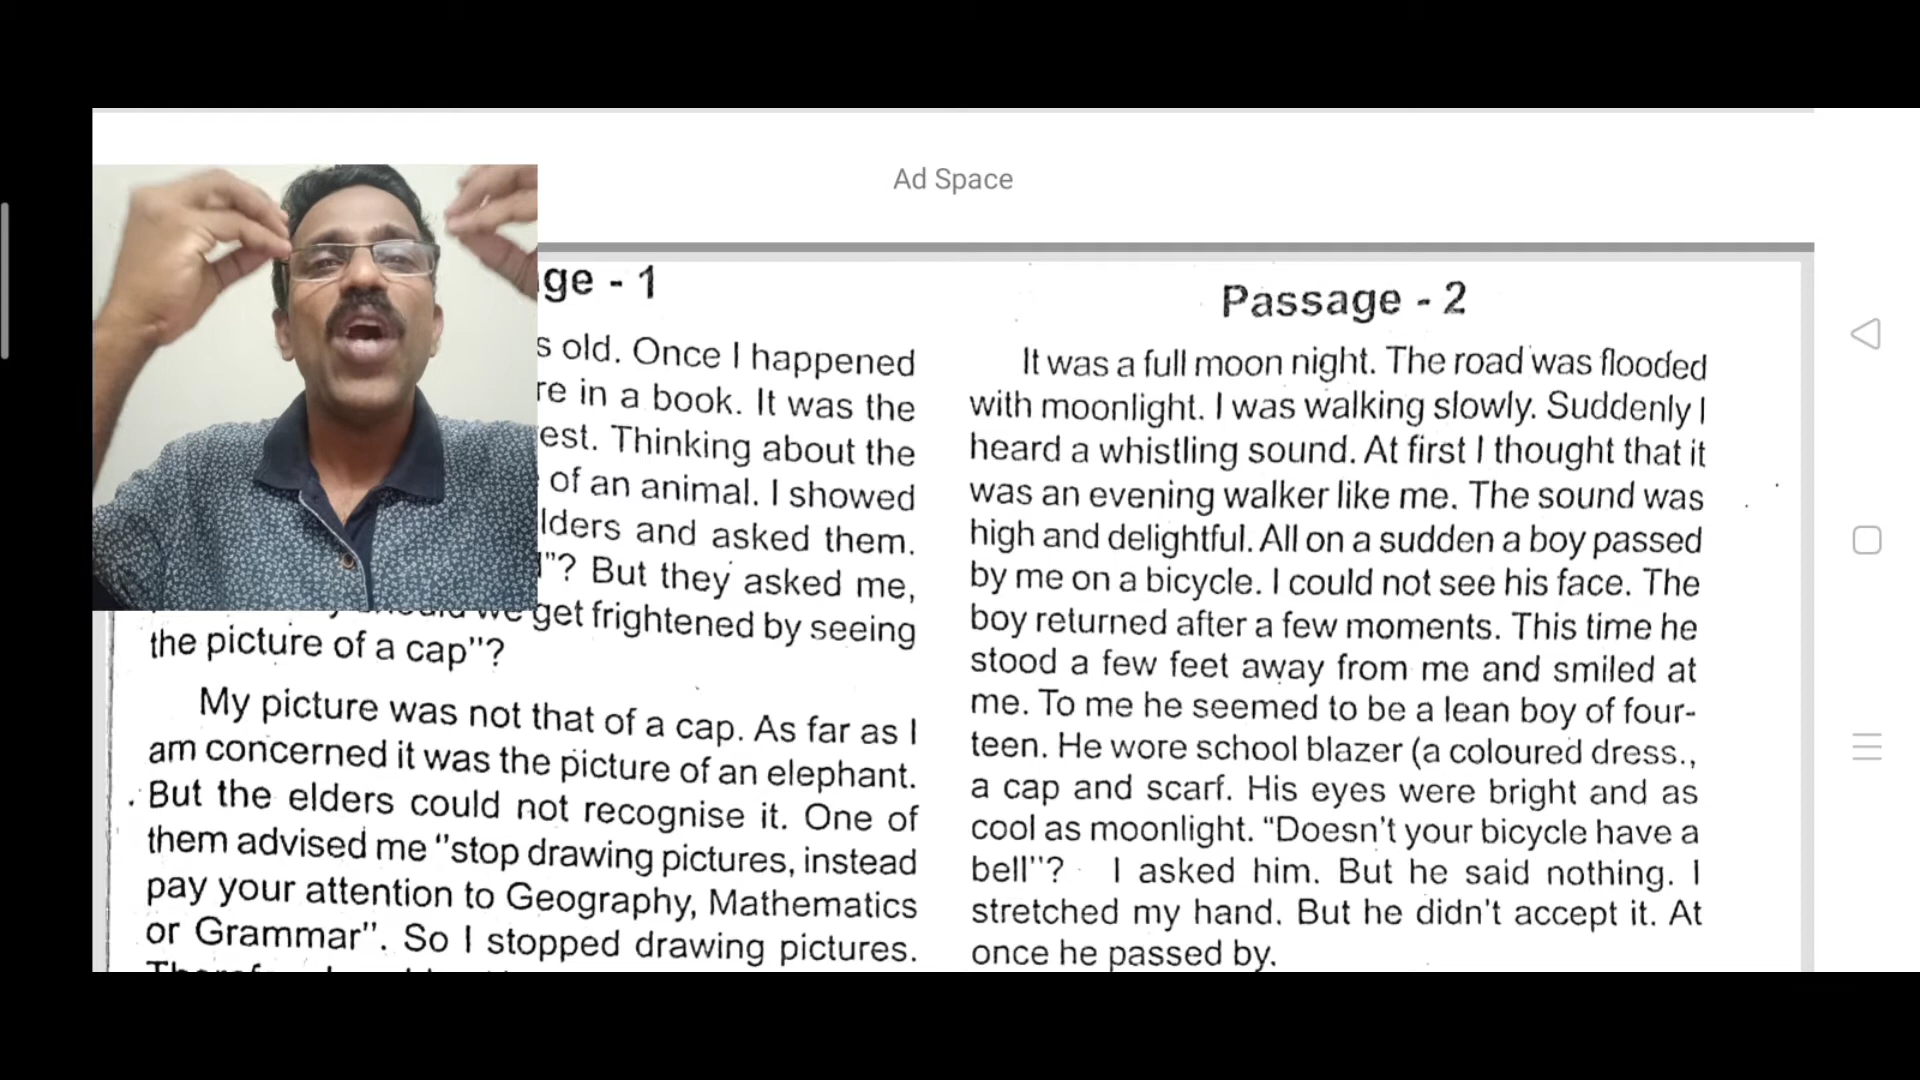 Ad Space
ge - 1
s old. Once I happened
re in a book. It was the
est. Thinking about the
of an animal. I showed
lders and asked them.
"? But they asked me,
we get frightened by seeing
the picture of a cap"?
My picture was not that of a cap. As far as I
am concerned it was the picture of an elephant.
But the elders could not recognise it. One of
them advised me "stop drawing pictures, instead
pay your attention to Geography, Mathematics
or Grammar". So I stopped drawing pictures.
Passage - 2
It was a full moon night. The road was flooded
with moonlight. I was walking slowly. Suddenly I
heard a whistling sound. At first I thought that it
was an evening walker like me. The sound was
high and delightful. All on a sudden a boy passed
by me on a bicycle. I could not see his face. The
boy returned after a few moments. This time he
stood a few feet away from me and smiled at
me. To me he seemed to be a lean boy of four-
teen. He wore school blazer (a coloured dress.,
a cap and scarf. His eyes were bright and as
cool as moonlight. "Doesn't your bicycle have a
bell"? I asked him. But he said nothing. I
stretched my hand. But he didn't accept it. At
once he passed by.